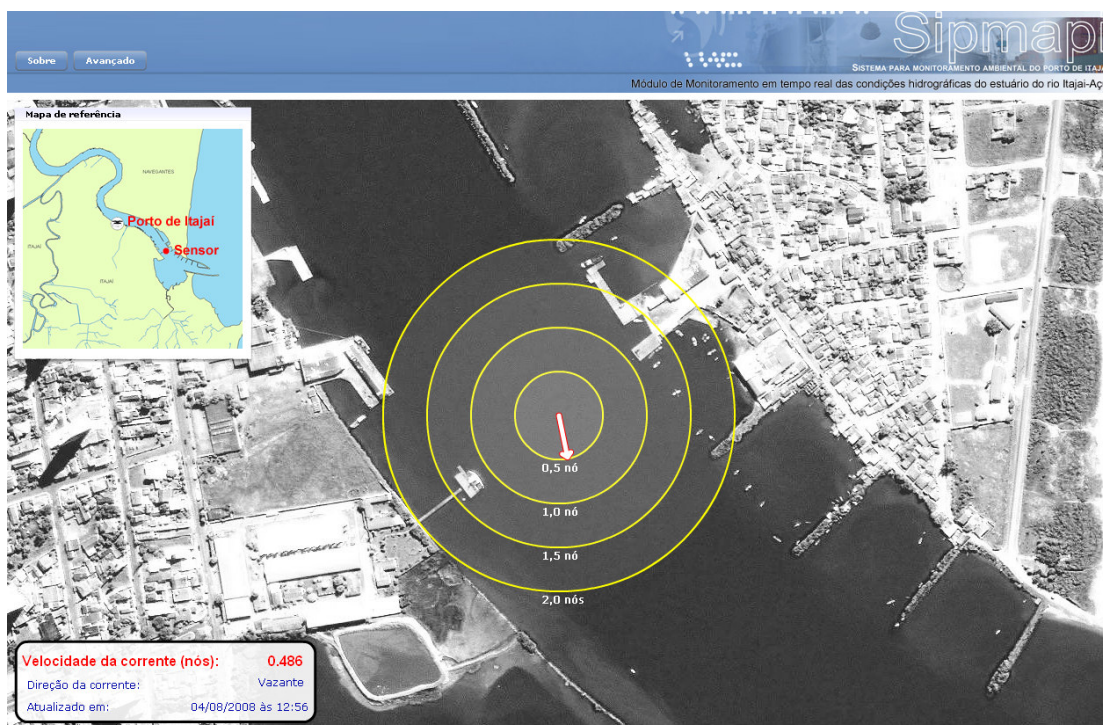 Sipmapi
Sobre
Avançado
SISTEMA PARA MONITORAMENTO AMBIENTAL DO PORTO DE
Módulo de Monitoramento em tempo real das condições hidrográficas do estuário do rio
Mapa de referência
NAVEGANTES
Porto de Itajaí
ITAJAÍ
Sensor
ITAJAÍ
0,5 nó
1,0 nó
1,5 nó
2,0 nós
Velocidade da corrente (nós): 0.486
Direção da corrente: Vazante
Atualizado em: 04/08/2008 às 12:56